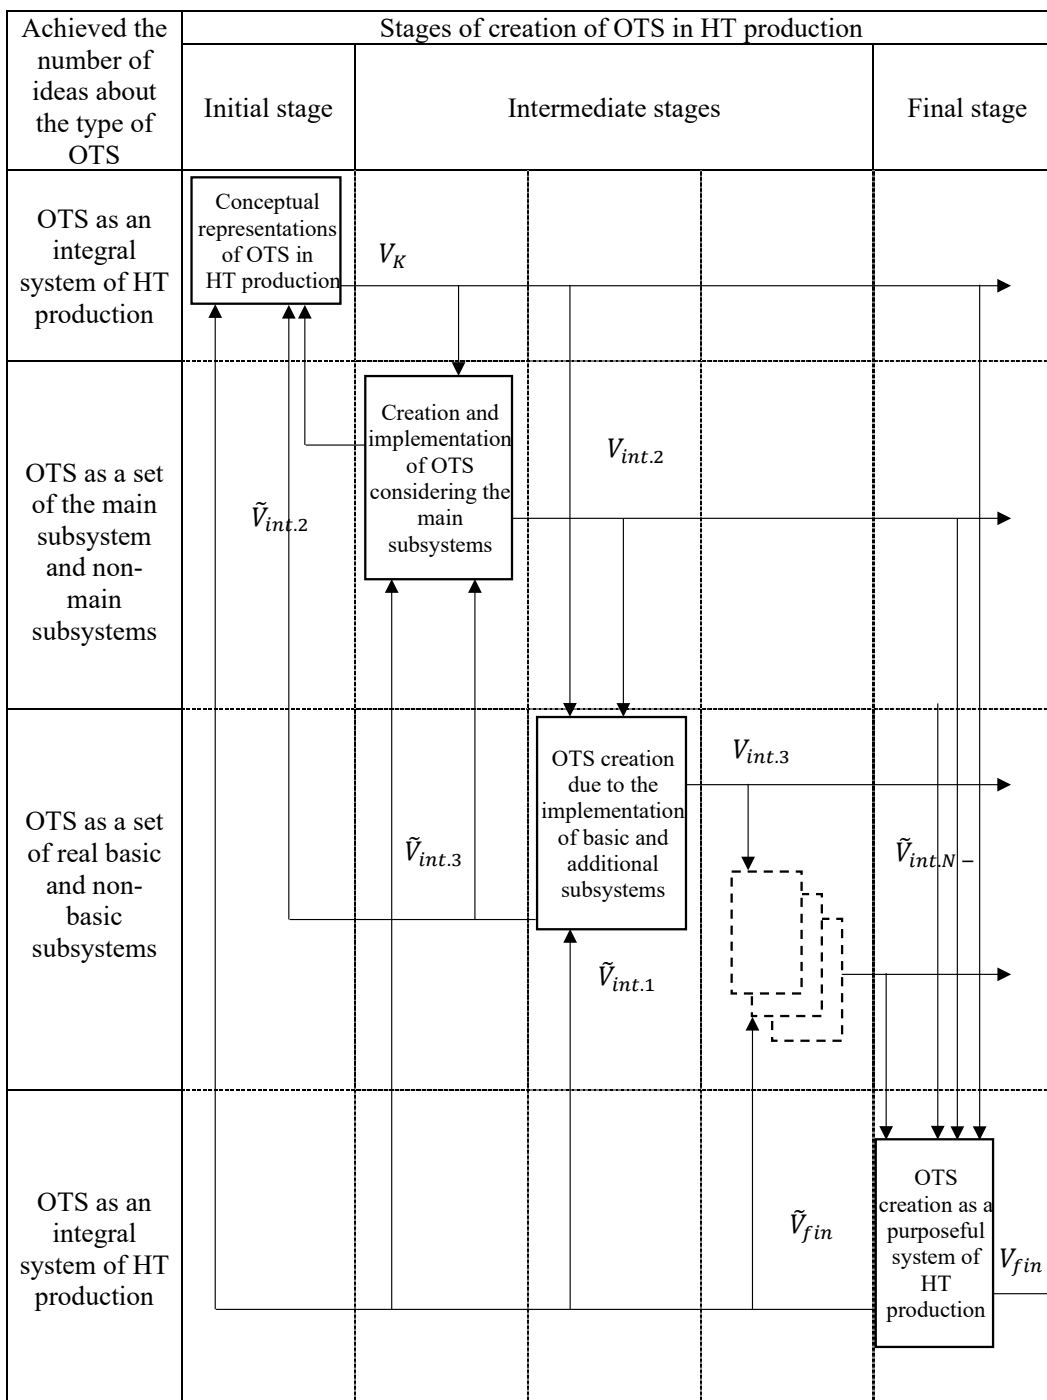 Achieved the
number of
ideas about
the type of
OTS
Stages of creation of OTS in HT production
Initial stage
Intermediate stages
Final stage
OTS as an
integral
system of HT
production
Conceptual
representations
of OTS in
HT production
V_K
OTS as a set
of the main
subsystem
and non-
main
subsystems
Ṽ_int.2
Creation and
implementation
of OTS
considering the
main
subsystems
V_int.2
OTS as a set
of real basic
and non-
basic
subsystems
Ṽ_int.3
OTS creation
due to the
implementation
of basic and
additional
subsystems
V_int.3
Ṽ_int.N–
Ṽ_int.1
OTS as an
integral
system of HT
production
Ṽ_fin
OTS
creation as a
purposeful
system of
HT
production
V_fin